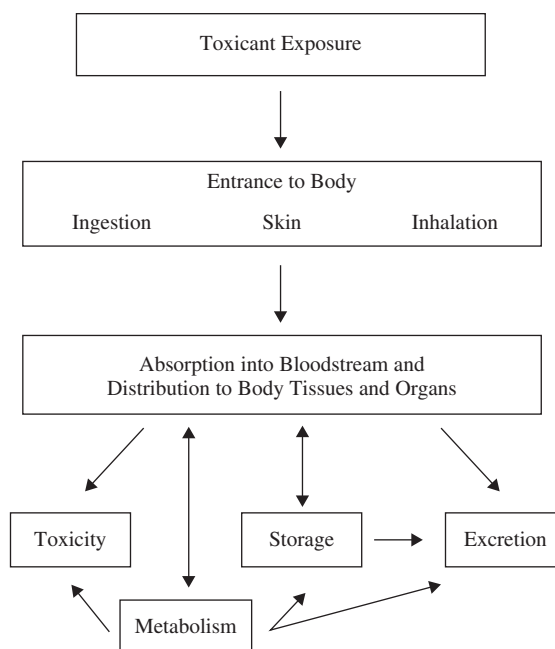 Toxicant Exposure
Entrance to Body
Ingestion Skin Inhalation
Absorption into Bloodstream and
Distribution to Body Tissues and Organs
Toxicity Storage Excretion
Metabolism